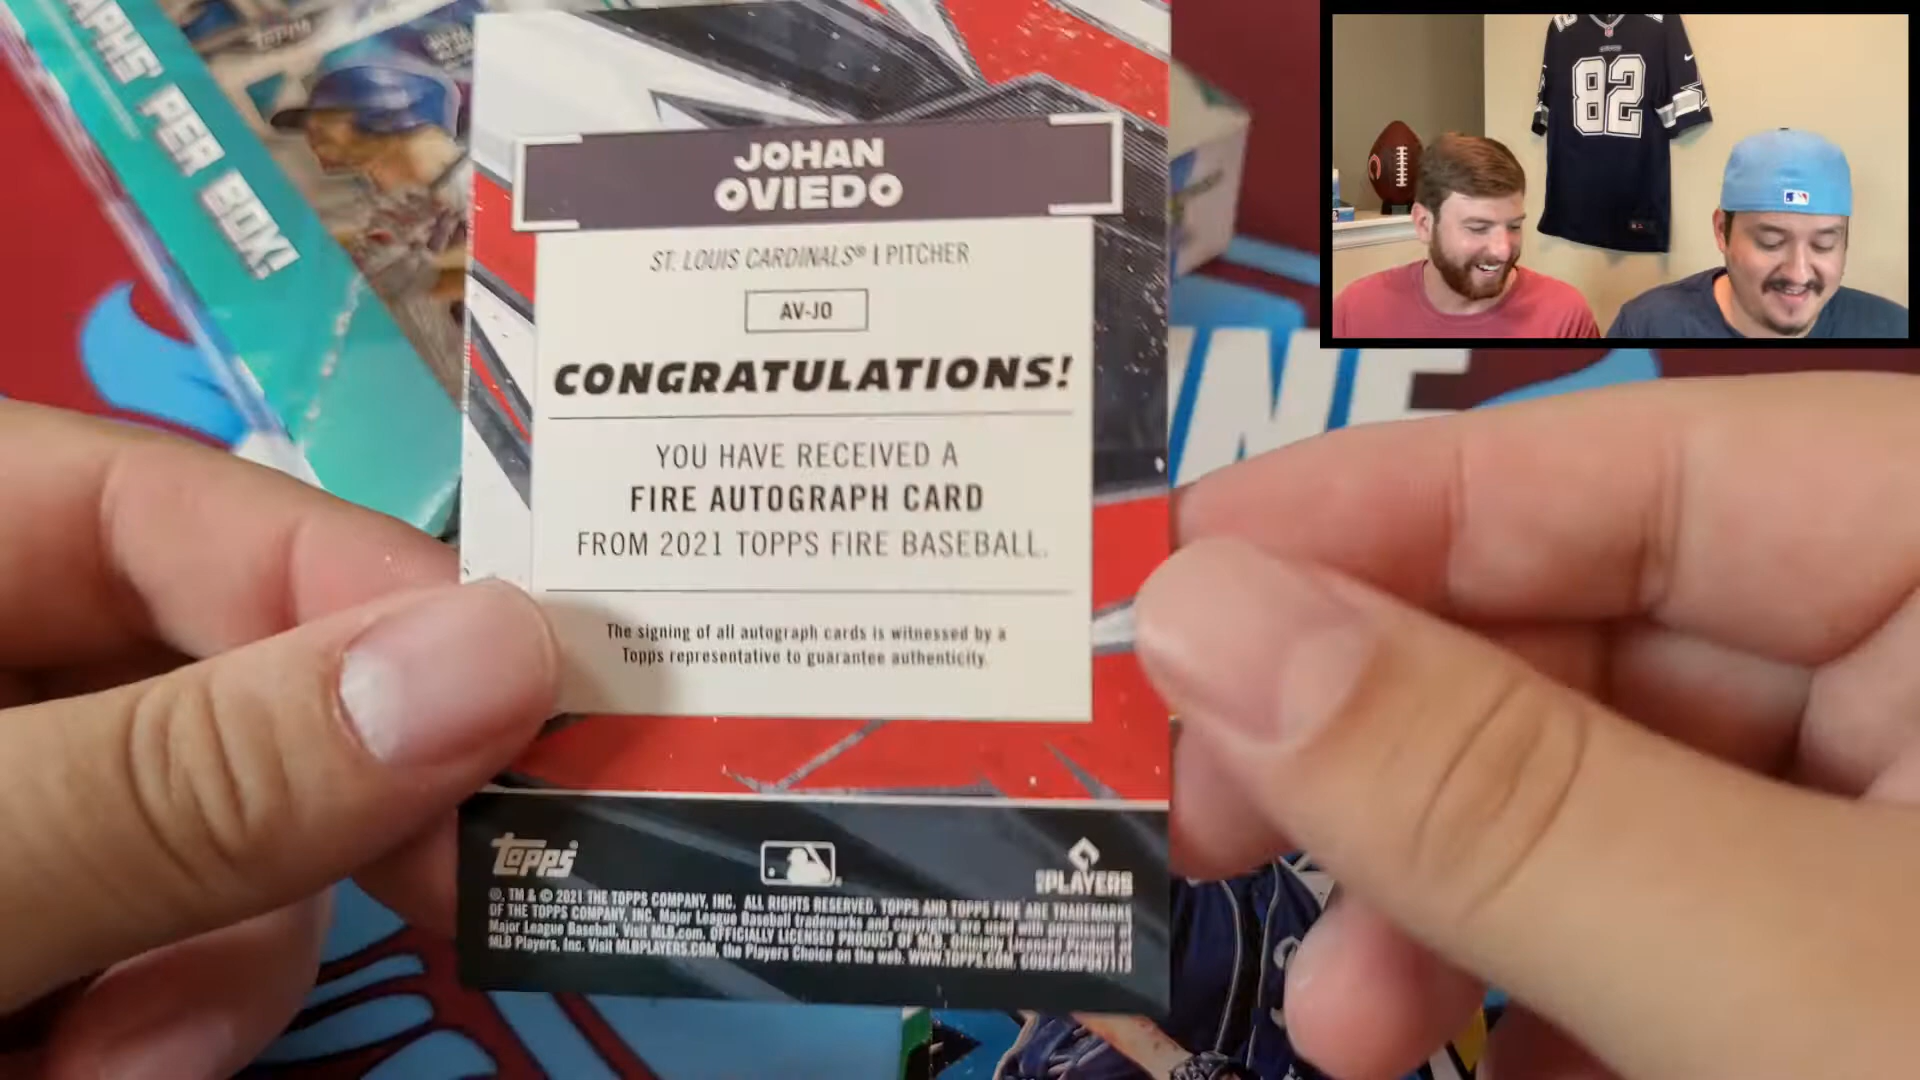 PER BOX!
TOPPS
82
JOHAN
OVIEDO
ST. LOUIS CARDINALS® | PITCHER
AV-JO
CONGRATULATIONS!
YOU HAVE RECEIVED A
FIRE AUTOGRAPH CARD
FROM 2021 TOPPS FIRE BASEBALL.
The signing of all autograph cards is witnessed by a
Topps representative to guarantee authenticity.
topps
PLAYERS
®, TM & © 2021 THE TOPPS COMPANY, INC. ALL RIGHTS RESERVED. TOPPS AND TOPPS FIRE ARE TRADEMARKS
OF THE TOPPS COMPANY, INC. Major League Baseball trademarks and copyrights are used with permission of
Major League Baseball. Visit MLB.com. OFFICIALLY LICENSED PRODUCT OF MLB
MLB Players, Inc. Visit MLBPLAYERS.COM, the Players Choice on the web. WWW.TOPPS.COM.